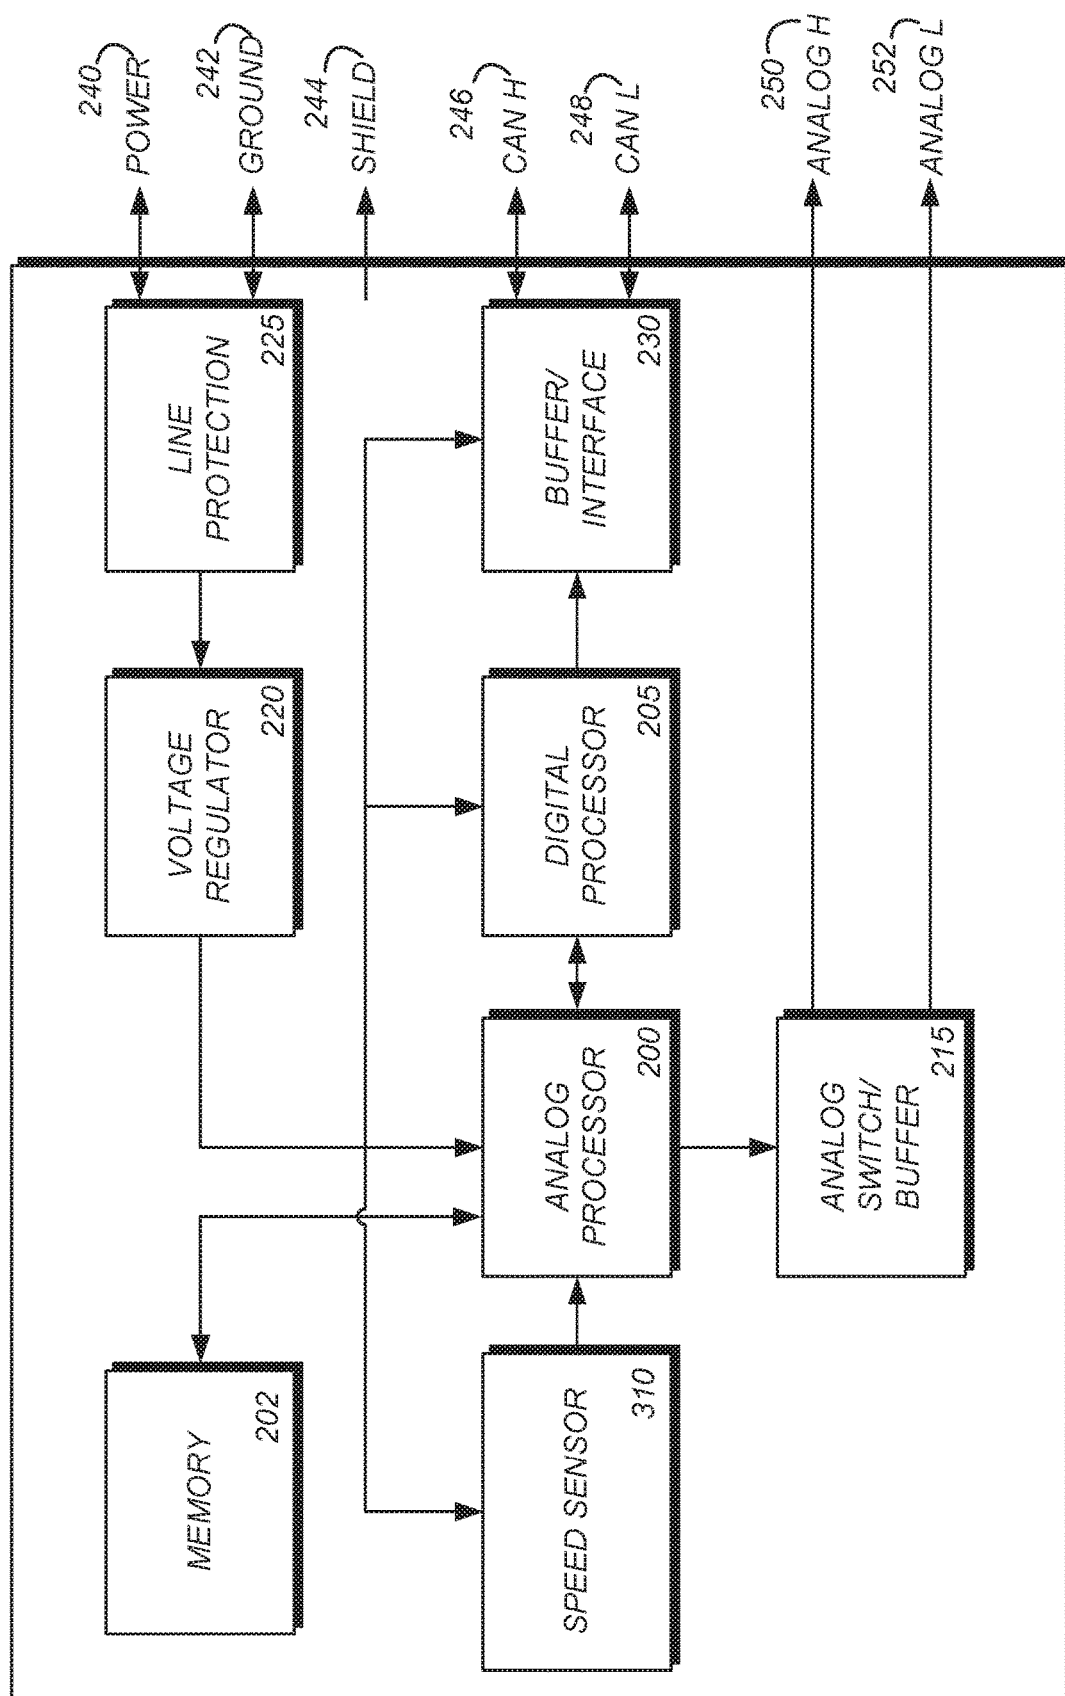 MEMORY
202
VOLTAGE
REGULATOR
220
LINE
PROTECTION
225
240
POWER
242
GROUND
244
SHIELD
SPEED SENSOR
310
ANALOG
PROCESSOR
200
DIGITAL
PROCESSOR
205
BUFFER/
INTERFACE
230
246
CAN H
248
CAN L
ANALOG
SWITCH/
BUFFER
215
250
ANALOG H
252
ANALOG L